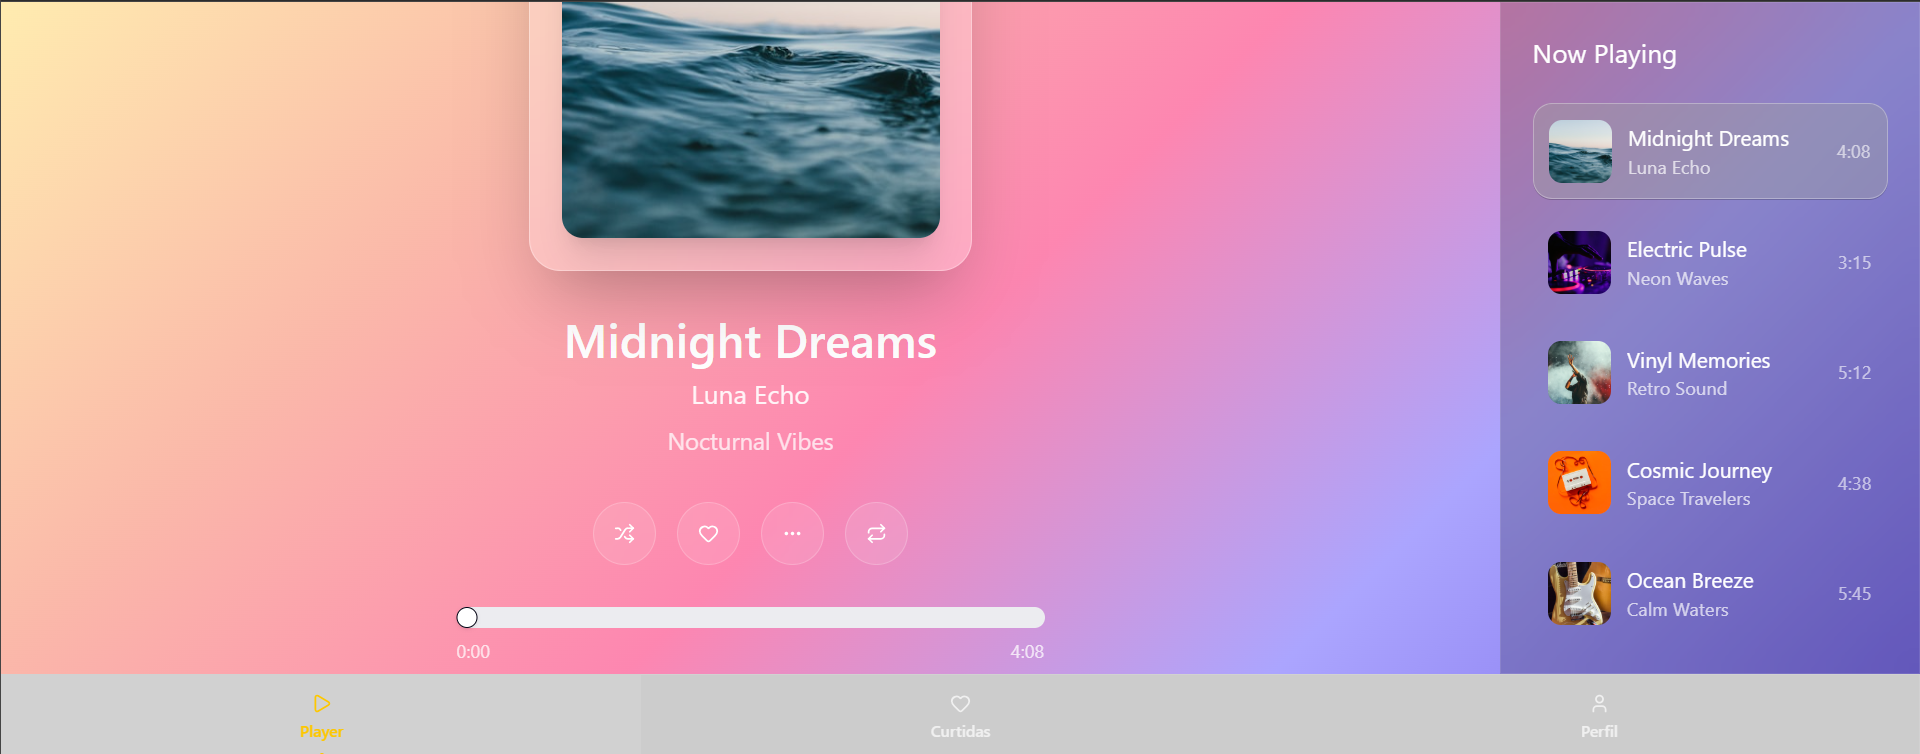 Midnight Dreams
Luna Echo
Nocturnal Vibes
0:00
4:08
Now Playing
Midnight Dreams
Luna Echo
4:08
Electric Pulse
Neon Waves
3:15
Vinyl Memories
Retro Sound
5:12
Cosmic Journey
Space Travelers
4:38
Ocean Breeze
Calm Waters
5:45
Player
Curtidas
Perfil